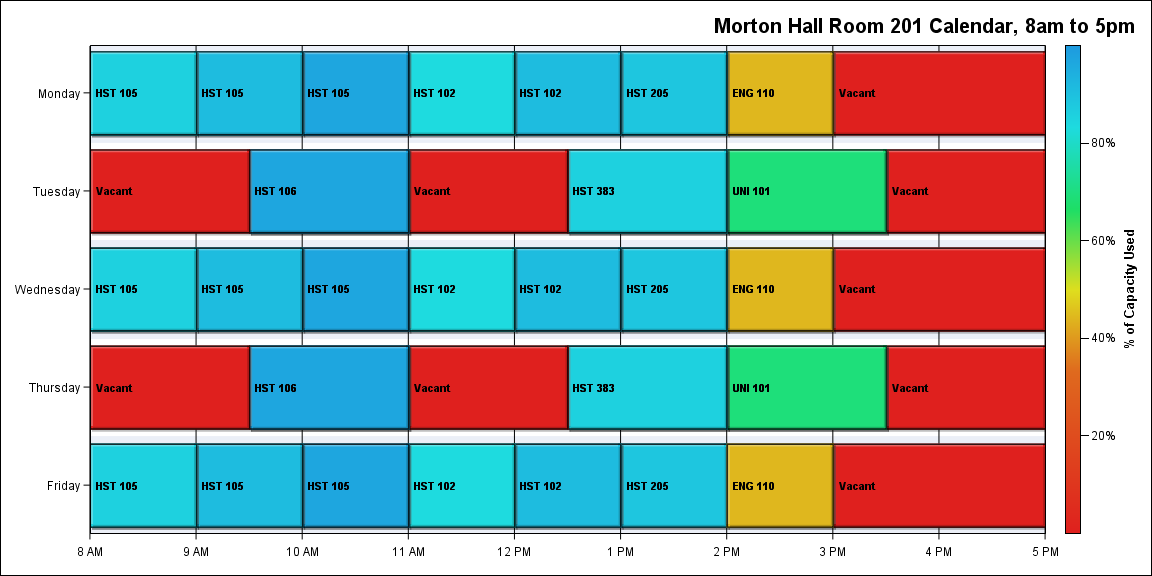 Morton Hall Room 201 Calendar, 8am to 5pm
Monday HST 105 HST 105 HST 105 HST 102 HST 102 HST 205 ENG 110 Vacant
Tuesday Vacant HST 106 Vacant HST 383 UNI 101 Vacant
Wednesday HST 105 HST 105 HST 105 HST 102 HST 102 HST 205 ENG 110 Vacant
Thursday Vacant HST 106 Vacant HST 383 UNI 101 Vacant
Friday HST 105 HST 105 HST 105 HST 102 HST 102 HST 205 ENG 110 Vacant
8 AM 9 AM 10 AM 11 AM 12 PM 1 PM 2 PM 3 PM 4 PM 5 PM
80%
60%
40%
20%
% of Capacity Used